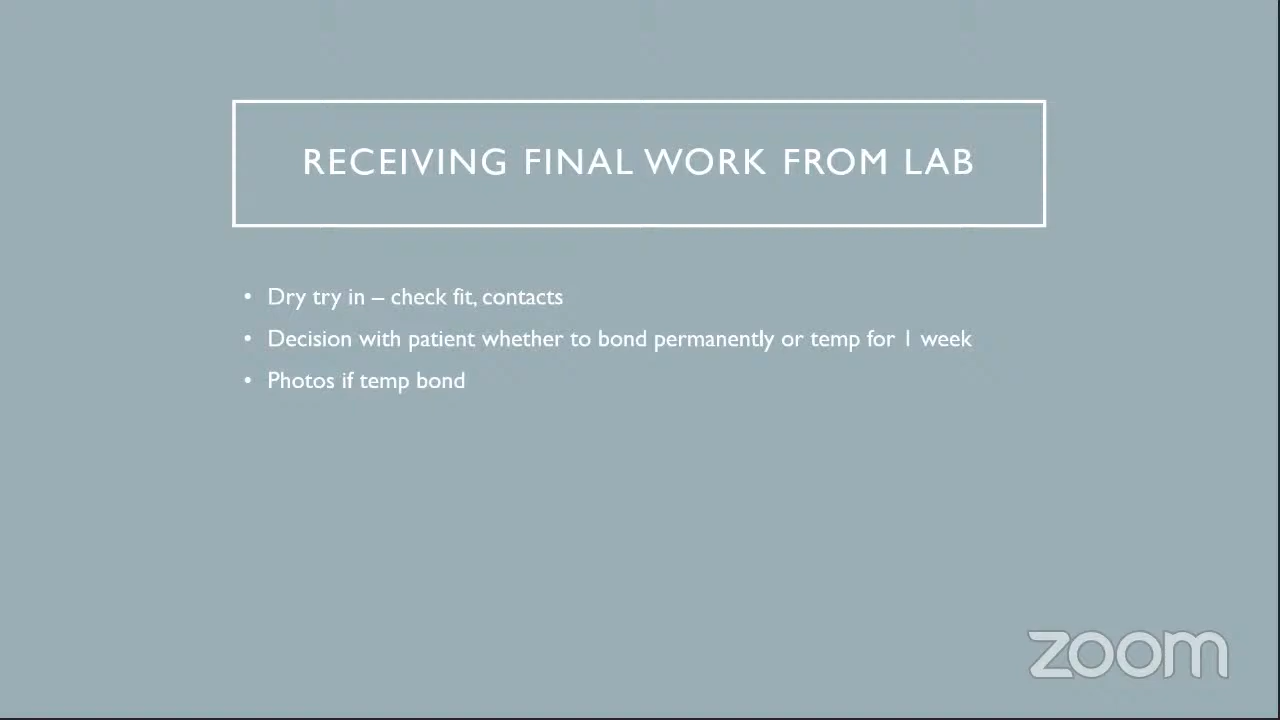 RECEIVING FINAL WORK FROM LAB
• Dry try in – check fit, contacts
• Decision with patient whether to bond permanently or temp for 1 week
• Photos if temp bond
zoom